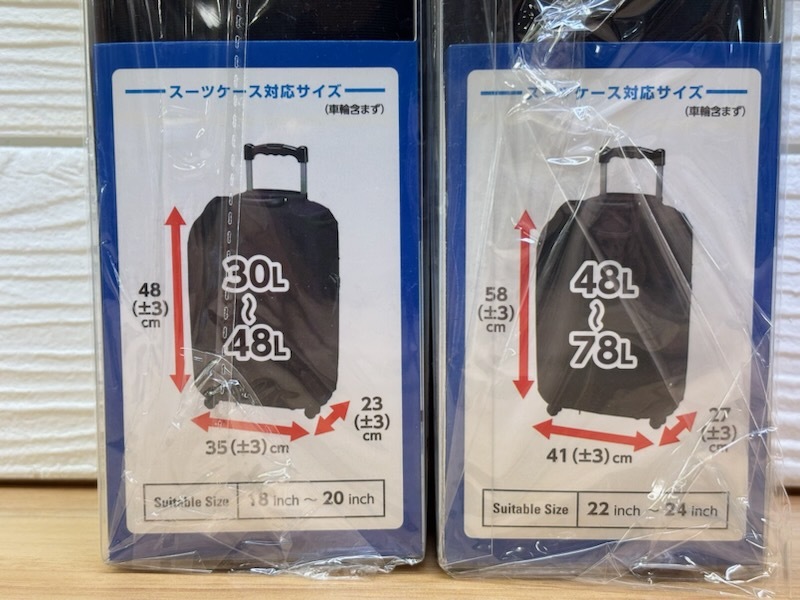 スーツケース対応サイズ
(車輪含まず)
30L
〜
48L
48
(±3)
cm
35(±3)cm
23
(±3)
cm
Suitable Size 18 inch 〜 20 inch
スーツケース対応サイズ
(車輪含まず)
48L
〜
78L
58
(±3)
cm
41(±3)cm
27
(±3)
cm
Suitable Size 22 inch 〜 24 inch